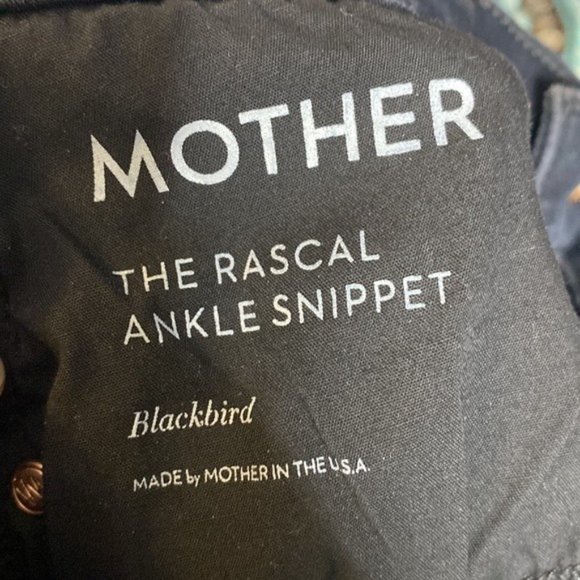 MOTHER
THE RASCAL
ANKLE SNIPPET
Blackbird
MADE by MOTHER IN THE U.S.A.